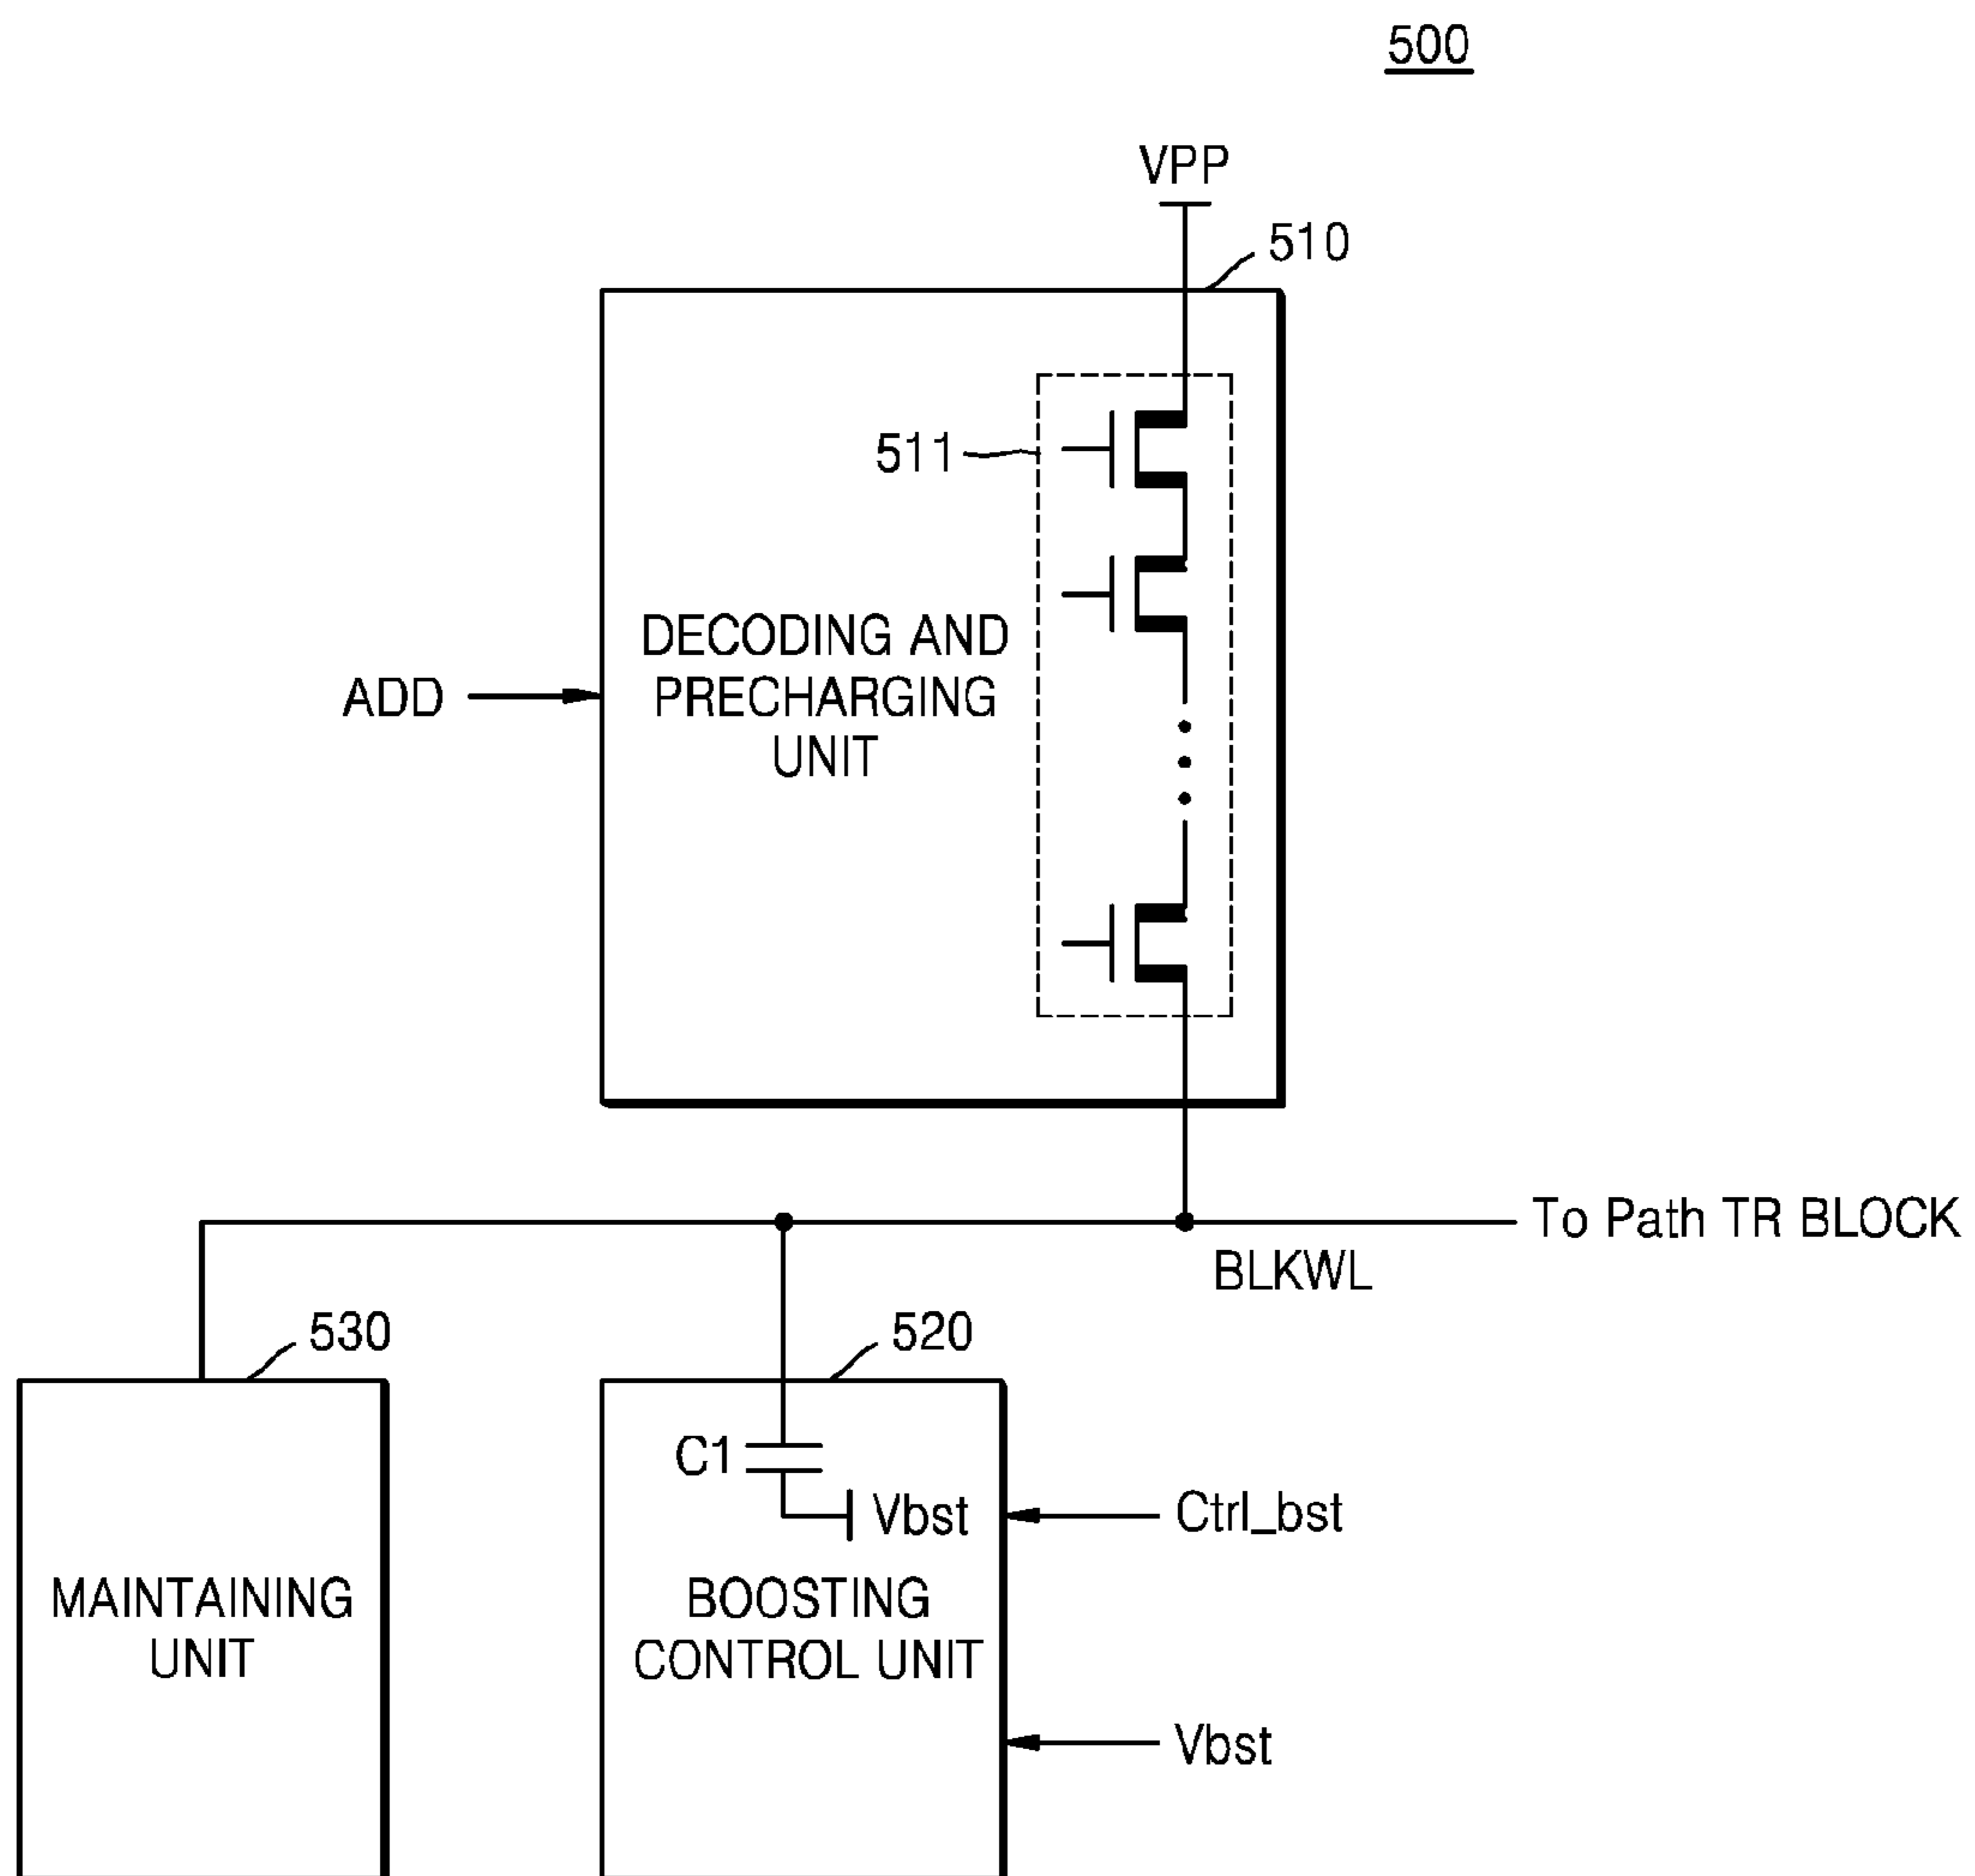 500
VPP
510
511
DECODING AND
PRECHARGING
UNIT
ADD
To Path TR BLOCK
BLKWL
530
520
C1
Vbst
Ctrl_bst
MAINTAINING
UNIT
BOOSTING
CONTROL UNIT
Vbst